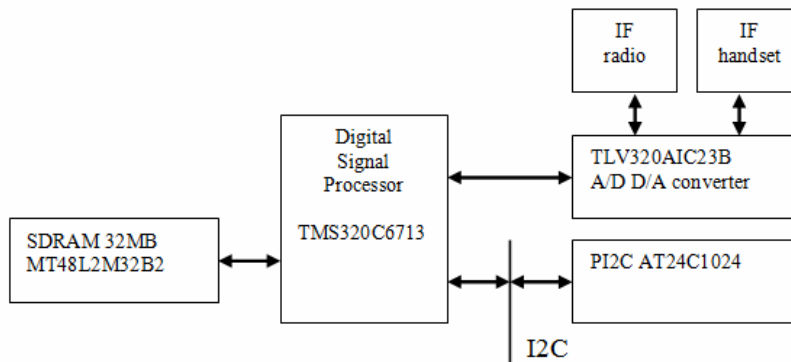 IF
radio
IF
handset
Digital
Signal
Processor
TMS320C6713
TLV320AIC23B
A/D D/A converter
SDRAM 32MB
MT48L2M32B2
PI2C AT24C1024
I2C